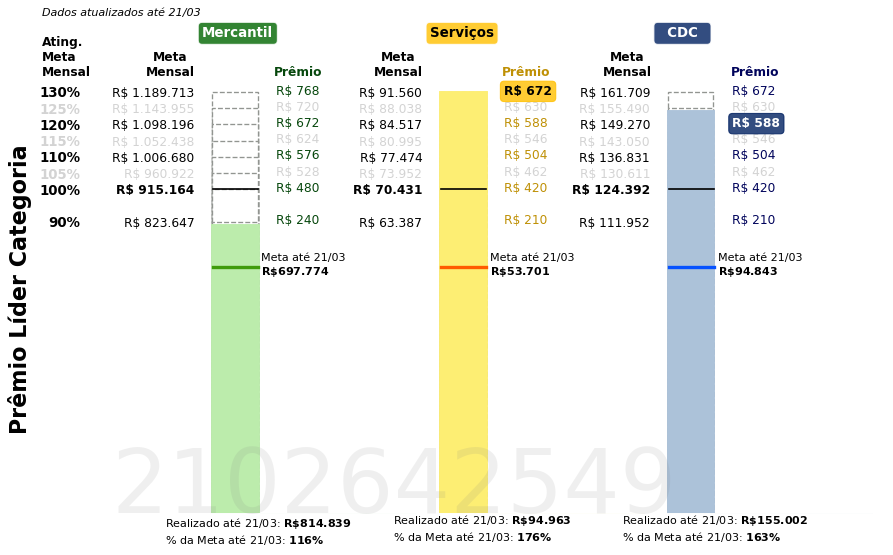 Dados atualizados até 21/03
Mercantil Serviços CDC
Ating. Meta Mensal Meta Mensal Prêmio Meta Mensal Prêmio Meta Mensal Prêmio
130% R$ 1.189.713 R$ 768 R$ 91.560 R$ 672 R$ 161.709 R$ 672
125% R$ 1.143.955 R$ 720 R$ 88.038 R$ 630 R$ 155.490 R$ 630
120% R$ 1.098.196 R$ 672 R$ 84.517 R$ 588 R$ 149.270 R$ 588
115% R$ 1.052.438 R$ 624 R$ 80.995 R$ 546 R$ 143.050 R$ 546
110% R$ 1.006.680 R$ 576 R$ 77.474 R$ 504 R$ 136.831 R$ 504
105% R$ 960.922 R$ 528 R$ 73.952 R$ 462 R$ 130.611 R$ 462
100% R$ 915.164 R$ 480 R$ 70.431 R$ 420 R$ 124.392 R$ 420
90% R$ 823.647 R$ 240 R$ 63.387 R$ 210 R$ 111.952 R$ 210
Meta até 21/03 Meta até 21/03 Meta até 21/03
R$697.774 R$53.701 R$94.843
Prêmio Líder Categoria
2102642549
Realizado até 21/03: R$814.839 Realizado até 21/03: R$94.963 Realizado até 21/03: R$155.002
% da Meta até 21/03: 116% % da Meta até 21/03: 176% % da Meta até 21/03: 163%